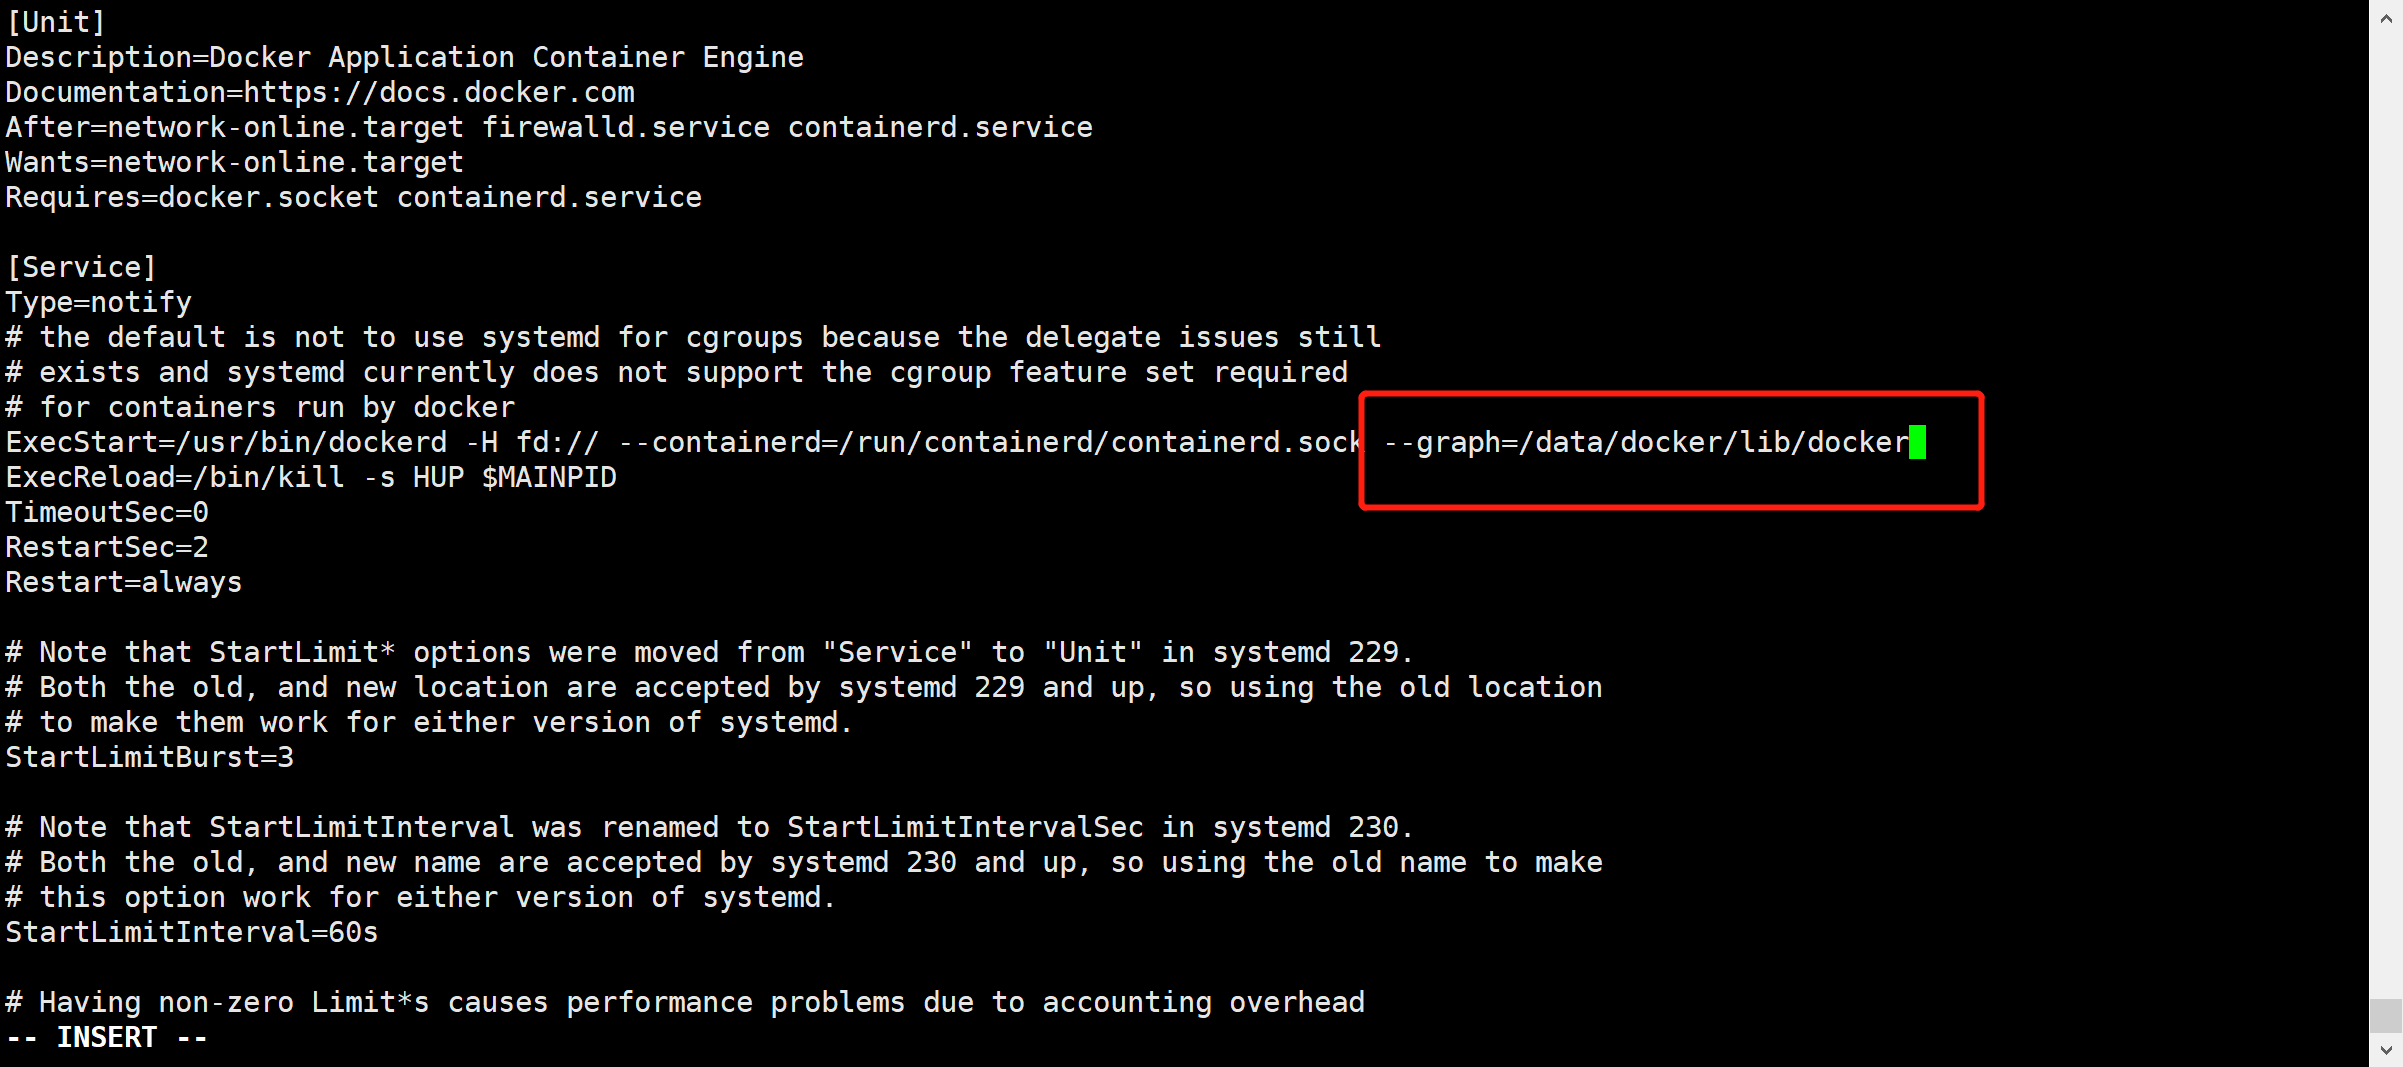 [Unit]
Description=Docker Application Container Engine
Documentation=https://docs.docker.com
After=network-online.target firewalld.service containerd.service
Wants=network-online.target
Requires=docker.socket containerd.service
[Service]
Type=notify
# the default is not to use systemd for cgroups because the delegate issues still
# exists and systemd currently does not support the cgroup feature set required
# for containers run by docker
ExecStart=/usr/bin/dockerd -H fd:// --containerd=/run/containerd/containerd.sock --graph=/data/docker/lib/docker
ExecReload=/bin/kill -s HUP $MAINPID
TimeoutSec=0
RestartSec=2
Restart=always
# Note that StartLimit* options were moved from "Service" to "Unit" in systemd 229.
# Both the old, and new location are accepted by systemd 229 and up, so using the old location
# to make them work for either version of systemd.
StartLimitBurst=3
# Note that StartLimitInterval was renamed to StartLimitIntervalSec in systemd 230.
# Both the old, and new name are accepted by systemd 230 and up, so using the old name to make
# this option work for either version of systemd.
StartLimitInterval=60s
# Having non-zero Limit*s causes performance problems due to accounting overhead
-- INSERT --